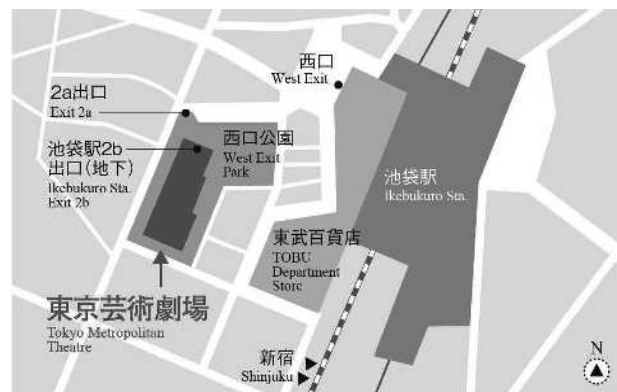 西口
West Exit
2a出口
Exit 2a
池袋駅2b
出口(地下)
Ikebukuro Sta.
Exit 2b
西口公園
West Exit
Park
池袋駅
Ikebukuro Sta.
東武百貨店
TOBU
Department
Store
東京芸術劇場
Tokyo Metropolitan
Theatre
新宿
Shinjuku
N